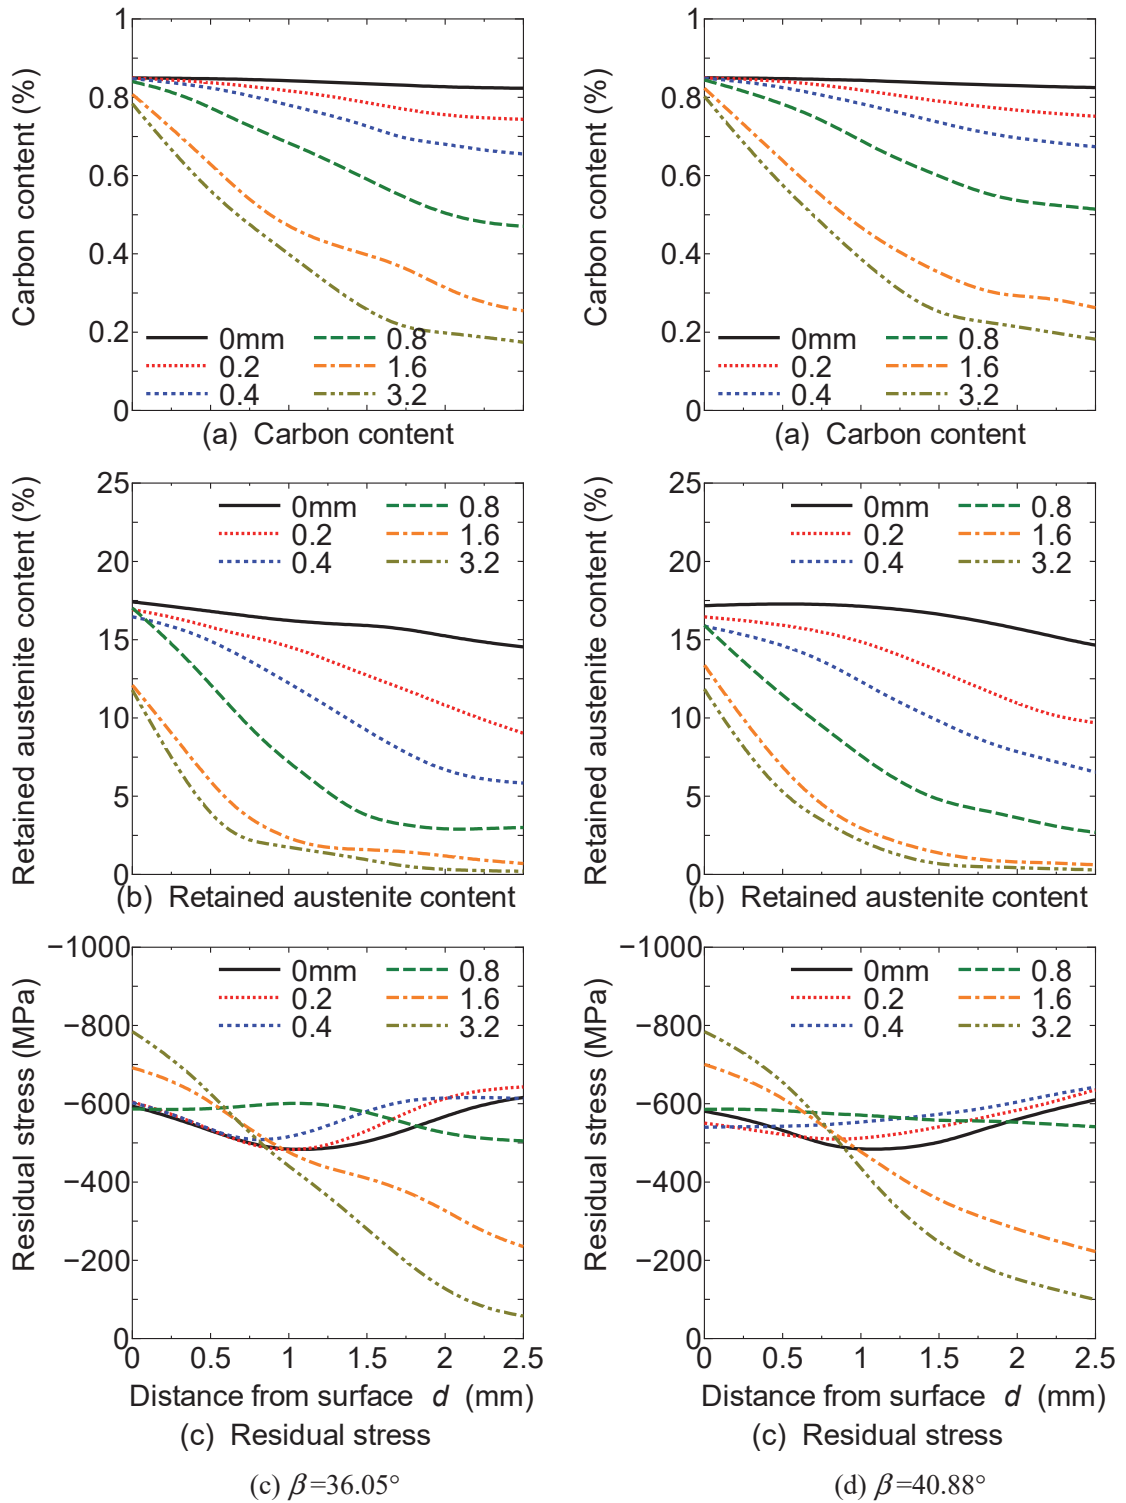 1
0.8
0.6
0.4
0.2
0
Carbon content (%)
0mm
0.2
0.4
0.8
1.6
3.2
(a) Carbon content
1
0.8
0.6
0.4
0.2
0
Carbon content (%)
0mm
0.2
0.4
0.8
1.6
3.2
(a) Carbon content
25
20
15
10
5
0
Retained austenite content (%)
0mm
0.2
0.4
0.8
1.6
3.2
(b) Retained austenite content
25
20
15
10
5
0
Retained austenite content (%)
0mm
0.2
0.4
0.8
1.6
3.2
(b) Retained austenite content
−1000
−800
−600
−400
−200
0
Residual stress (MPa)
0mm
0.2
0.4
0.8
1.6
3.2
0 0.5 1 1.5 2 2.5
Distance from surface d (mm)
(c) Residual stress
(c) β=36.05°
−1000
−800
−600
−400
−200
0
Residual stress (MPa)
0mm
0.2
0.4
0.8
1.6
3.2
0 0.5 1 1.5 2 2.5
Distance from surface d (mm)
(c) Residual stress
(d) β=40.88°